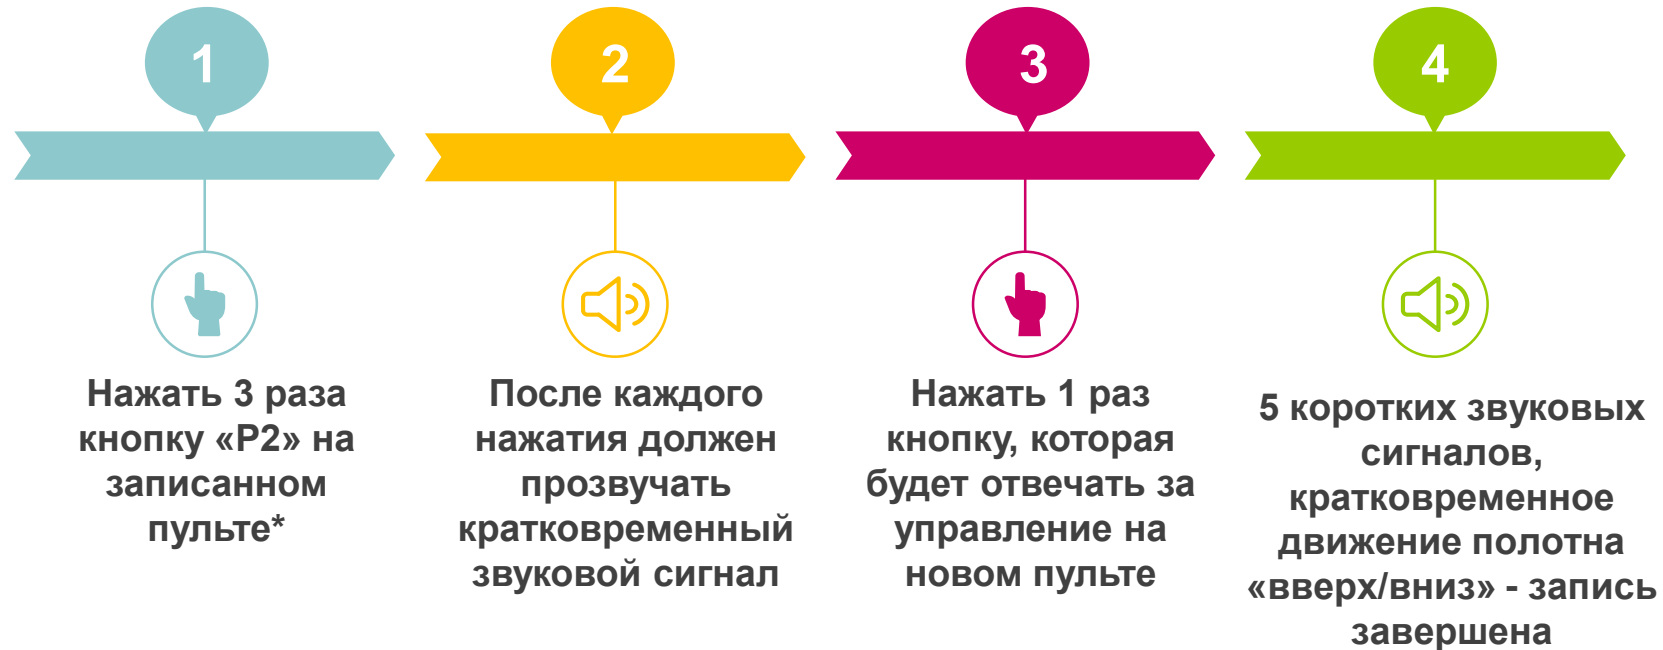 1
Нажать 3 раза
кнопку «P2» на
записанном
пульте*
2
После каждого
нажатия должен
прозвучать
кратковременный
звуковой сигнал
3
Нажать 1 раз
кнопку, которая
будет отвечать за
управление на
новом пульте
4
5 коротких звуковых
сигналов,
кратковременное
движение полотна
«вверх/вниз» - запись
завершена